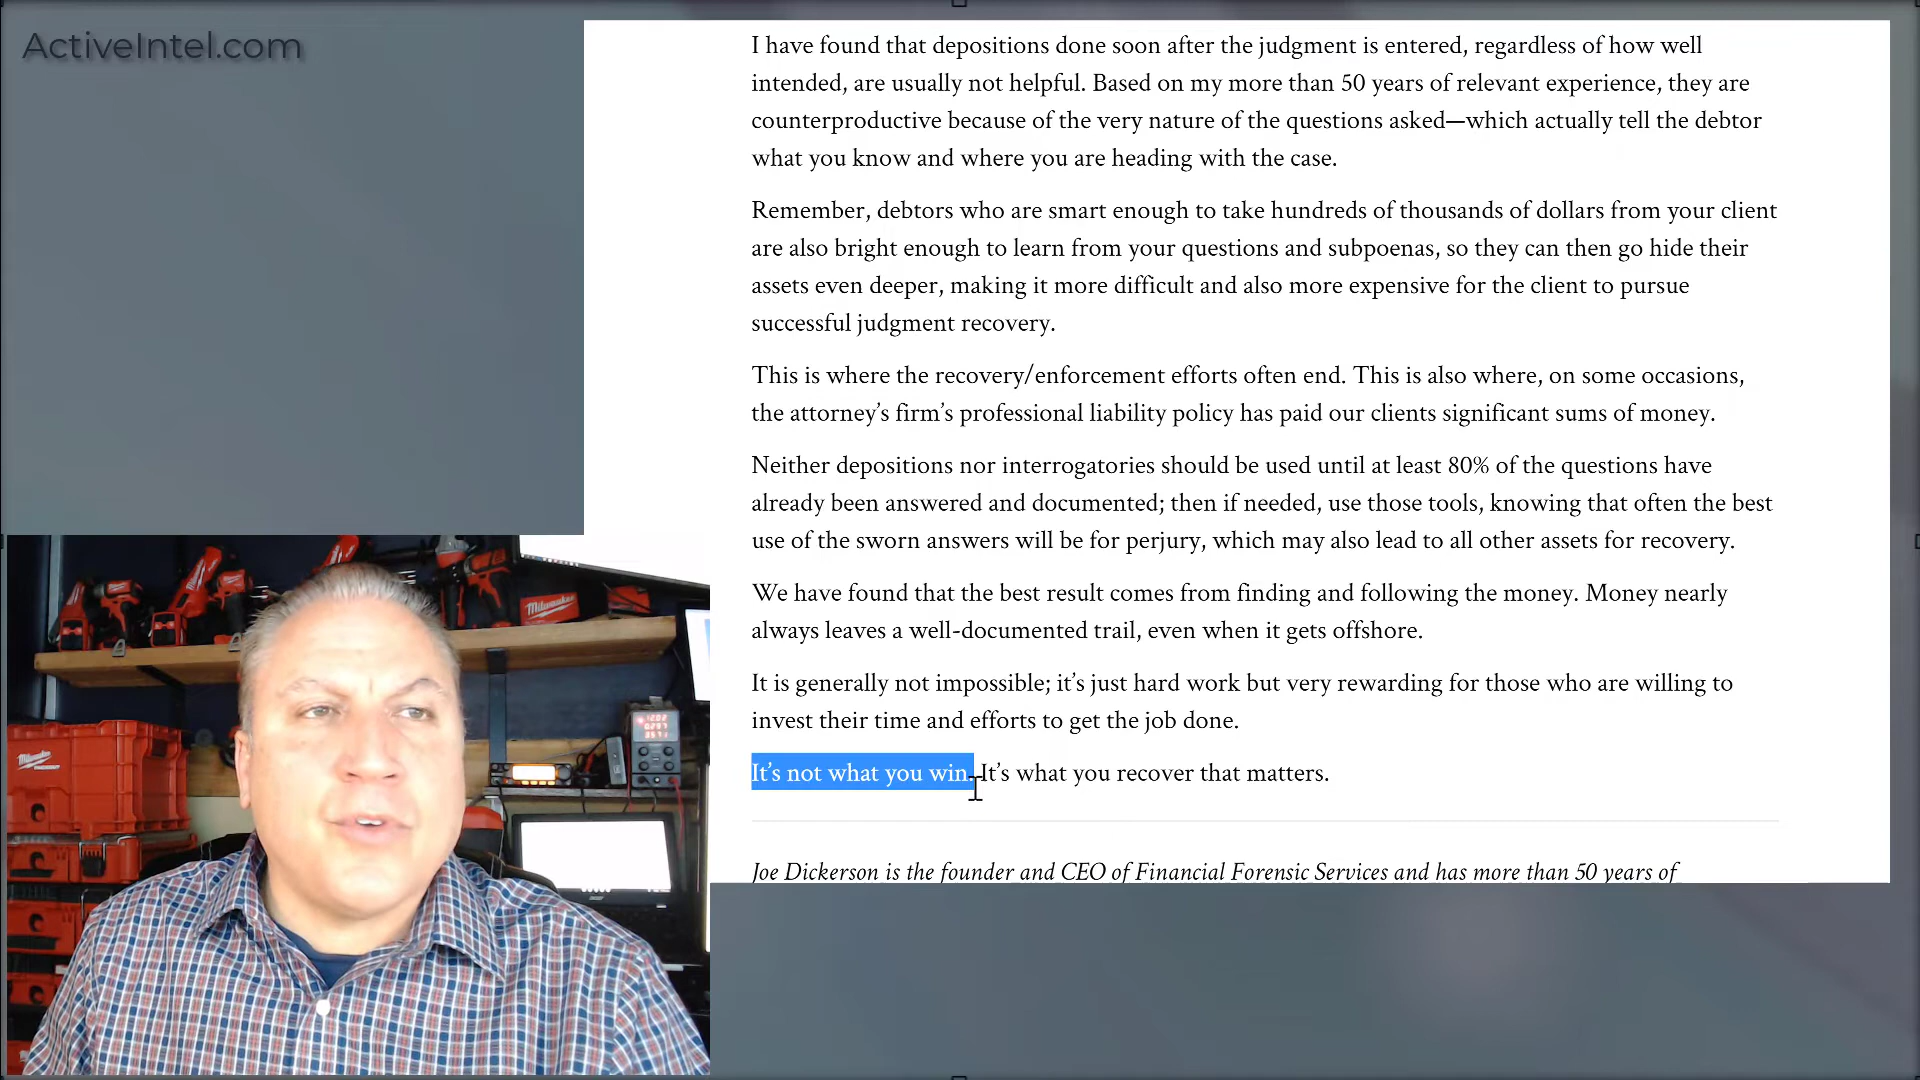 ActiveIntel.com
I have found that depositions done soon after the judgment is entered, regardless of how well
intended, are usually not helpful. Based on my more than 50 years of relevant experience, they are
counterproductive because of the very nature of the questions asked—which actually tell the debtor
what you know and where you are heading with the case.
Remember, debtors who are smart enough to take hundreds of thousands of dollars from your client
are also bright enough to learn from your questions and subpoenas, so they can then go hide their
assets even deeper, making it more difficult and also more expensive for the client to pursue
successful judgment recovery.
This is where the recovery/enforcement efforts often end. This is also where, on some occasions,
the attorney’s firm’s professional liability policy has paid our clients significant sums of money.
Neither depositions nor interrogatories should be used until at least 80% of the questions have
already been answered and documented; then if needed, use those tools, knowing that often the best
use of the sworn answers will be for perjury, which may also lead to all other assets for recovery.
We have found that the best result comes from finding and following the money. Money nearly
always leaves a well-documented trail, even when it gets offshore.
It is generally not impossible; it’s just hard work but very rewarding for those who are willing to
invest their time and efforts to get the job done.
It’s not what you win. It’s what you recover that matters.
Joe Dickerson is the founder and CEO of Financial Forensic Services and has more than 50 years of
Milwaukee
Milwaukee